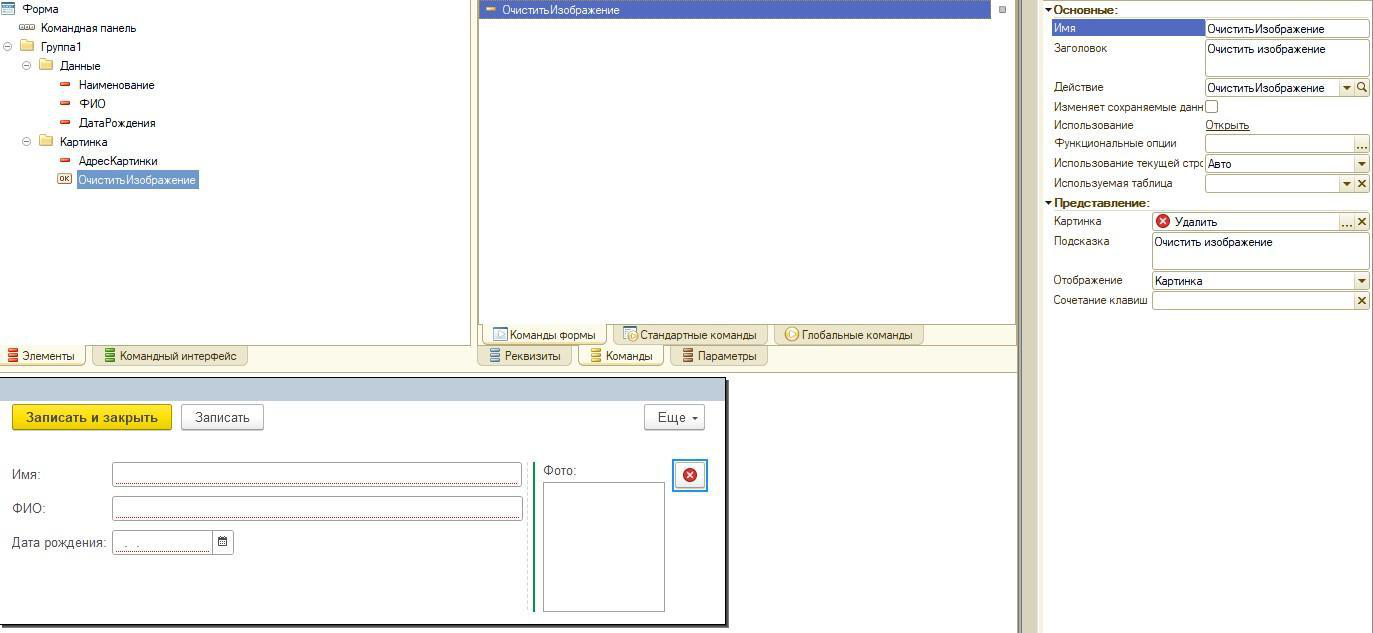 Форма
Командная панель
Группа1
Данные
Наименование
ФИО
ДатаРождения
Картинка
АдресКартинки
OK ОчиститьИзображение
Элементы
Командный интерфейс
ОчиститьИзображение
Команды формы
Стандартные команды
Глобальные команды
Реквизиты
Команды
Параметры
Основные:
Имя ОчиститьИзображение
Заголовок Очистить изображение
Действие ОчиститьИзображение
Изменяет сохраняемые данн
Использование Открыть
Функциональные опции ...
Использование текущей стро Авто
Используемая таблица
Представление:
Картинка Удалить ...
Подсказка Очистить изображение
Отображение Картинка
Сочетание клавиш
Записать и закрыть Записать Еще
Имя:
ФИО:
Дата рождения: . .
Фото: